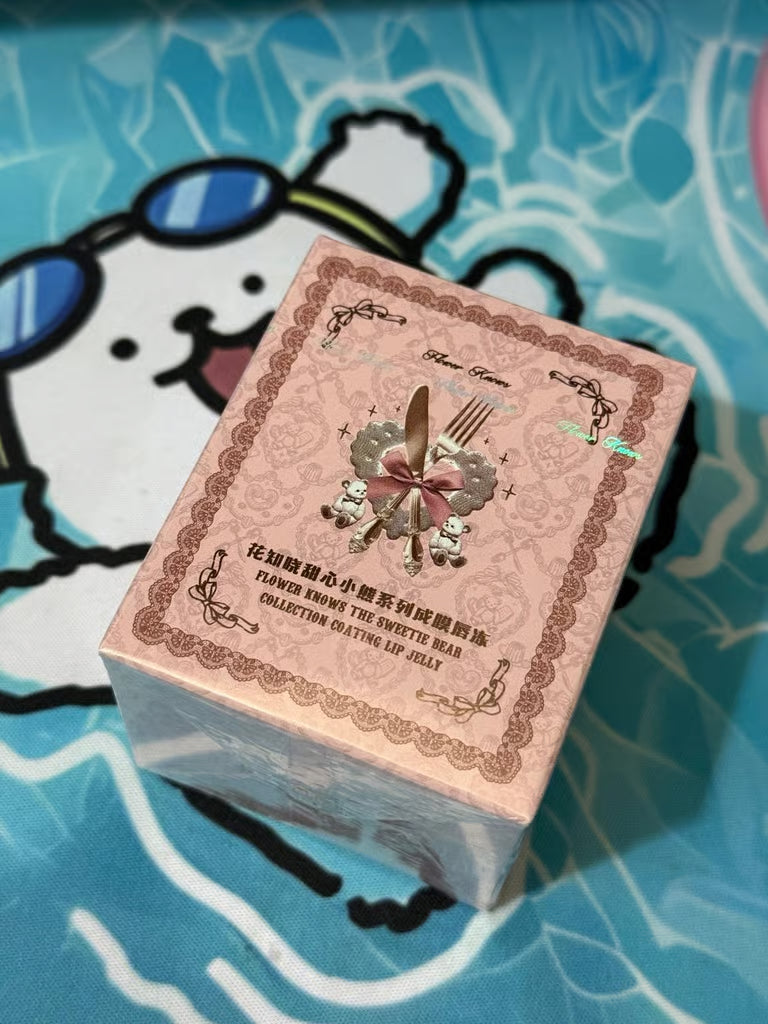 Flower Knows
Flower Knows
花知晓甜心小熊系列成膜唇冻
FLOWER KNOWS THE SWEETIE BEAR
COLLECTION COATING LIP JELLY